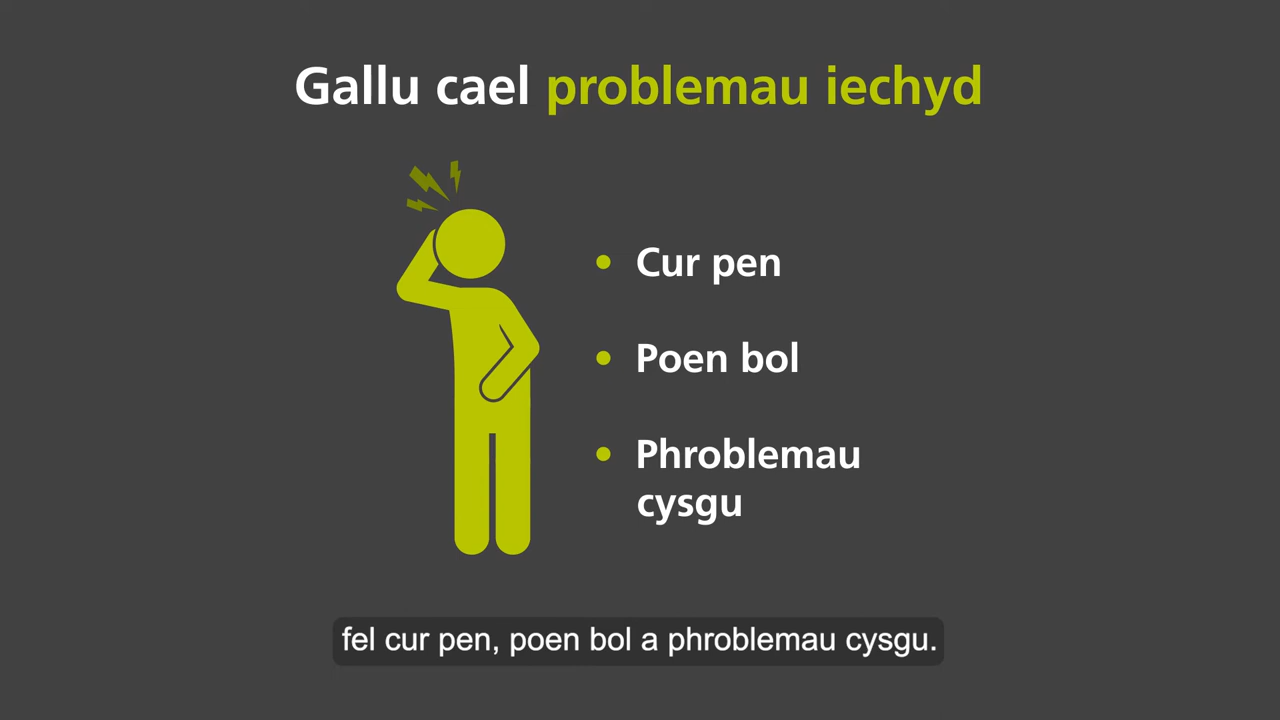 Gallu cael problemau iechyd
• Cur pen
• Poen bol
• Phroblemau
cysgu
fel cur pen, poen bol a phroblemau cysgu.